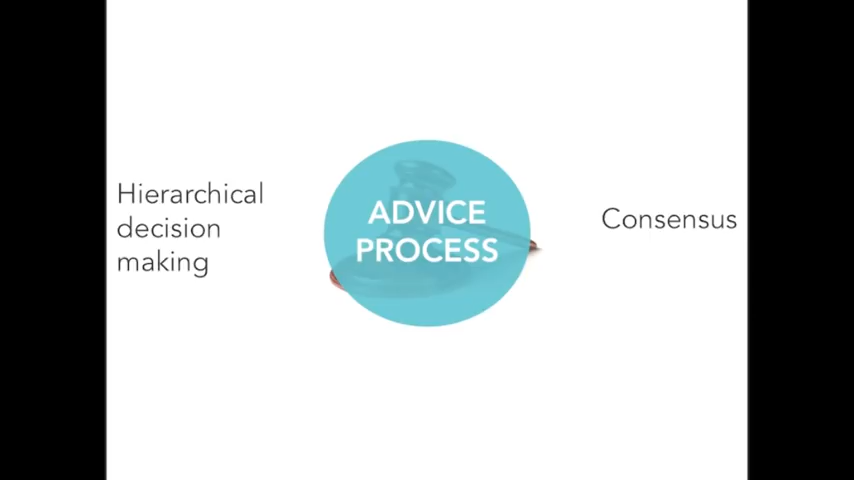 Hierarchical
decision
making
ADVICE
PROCESS
Consensus